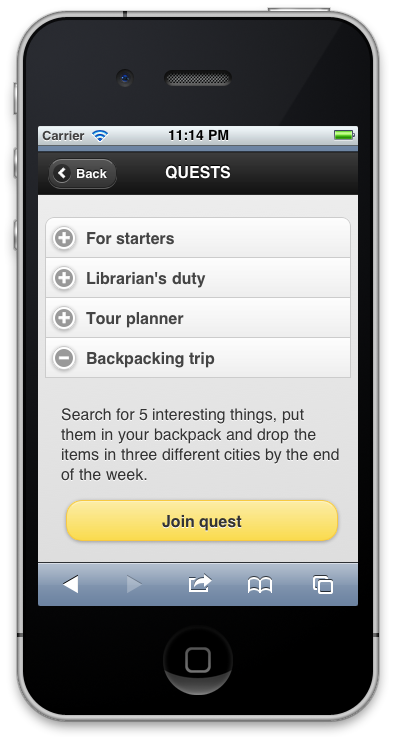 Carrier 11:14 PM
Back QUESTS
For starters
Librarian's duty
Tour planner
Backpacking trip
Search for 5 interesting things, put
them in your backpack and drop the
items in three different cities by the end
of the week.
Join quest